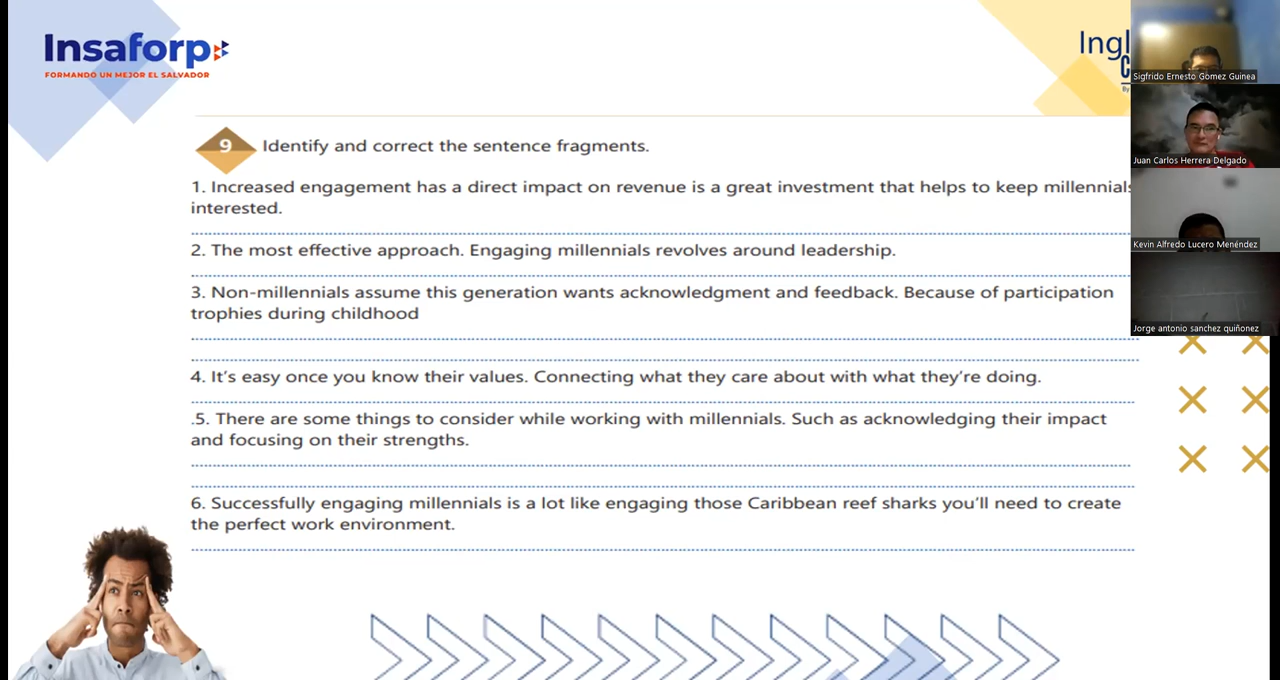 Insaforp
FORMANDO UN MEJOR EL SALVADOR
Ingl
C
By
Sigfrido Ernesto Gomez Guinea
Juan Carlos Herrera Delgado
Kevin Alfredo Lucero Menéndez
Jorge antonio sanchez quiñonez
9 Identify and correct the sentence fragments.
1. Increased engagement has a direct impact on revenue is a great investment that helps to keep millennials
interested.
2. The most effective approach. Engaging millennials revolves around leadership.
3. Non-millennials assume this generation wants acknowledgment and feedback. Because of participation
trophies during childhood
4. It's easy once you know their values. Connecting what they care about with what they're doing.
.5. There are some things to consider while working with millennials. Such as acknowledging their impact
and focusing on their strengths.
6. Successfully engaging millennials is a lot like engaging those Caribbean reef sharks you'll need to create
the perfect work environment.